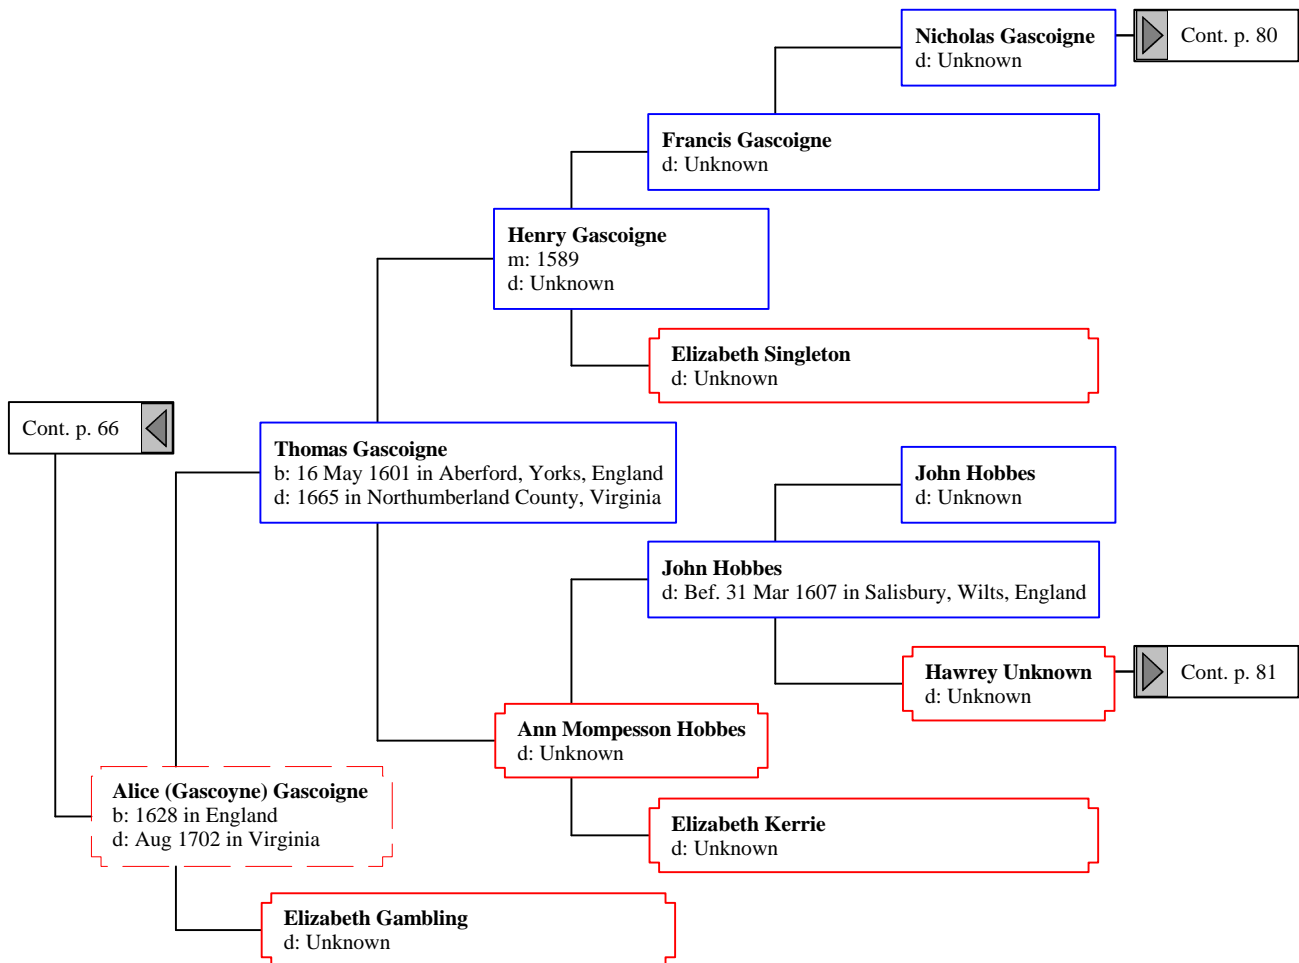 Nicholas Gascoigne
d: Unknown
Cont. p. 80
Francis Gascoigne
d: Unknown
Henry Gascoigne
m: 1589
d: Unknown
Elizabeth Singleton
d: Unknown
Cont. p. 66
Thomas Gascoigne
b: 16 May 1601 in Aberford, Yorks, England
d: 1665 in Northumberland County, Virginia
John Hobbes
d: Unknown
John Hobbes
d: Bef. 31 Mar 1607 in Salisbury, Wilts, England
Hawrey Unknown
d: Unknown
Cont. p. 81
Ann Mompesson Hobbes
d: Unknown
Alice (Gascoyne) Gascoigne
b: 1628 in England
d: Aug 1702 in Virginia
Elizabeth Kerrie
d: Unknown
Elizabeth Gambling
d: Unknown